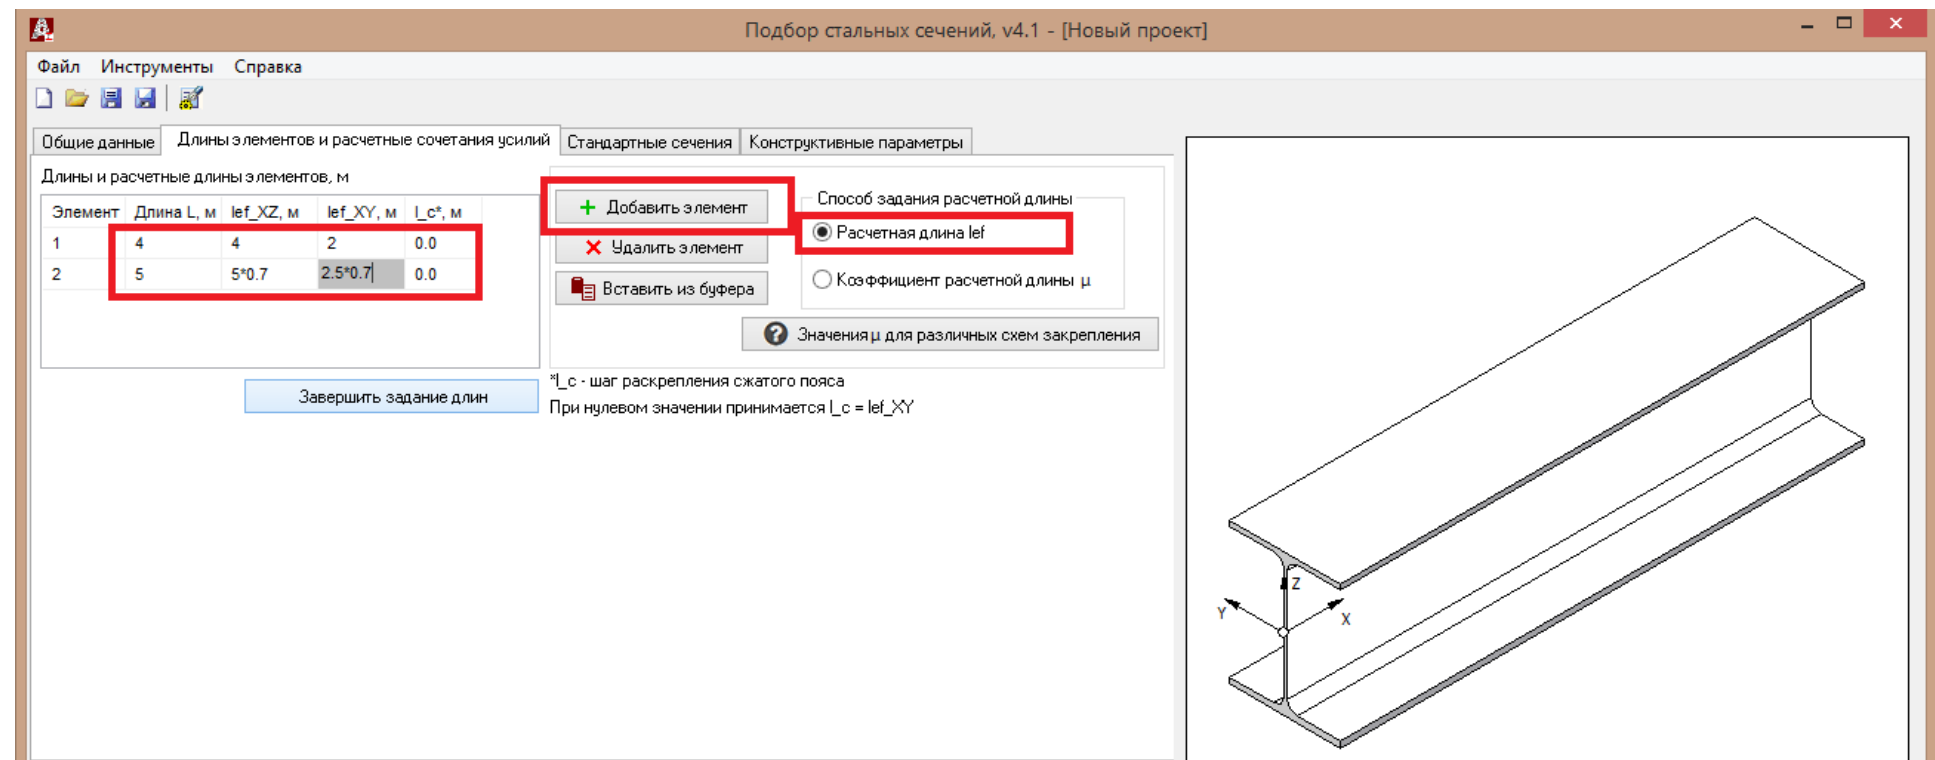 Подбор стальных сечений, v4.1 - [Новый проект]
Файл Инструменты Справка
Общие данные Длины элементов и расчетные сочетания усилий Стандартные сечения Конструктивные параметры
Длины и расчетные длины элементов, м
Элемент Длина L, м lef_XZ, м lef_XY, м l_c*, м
1 4 4 2 0.0
2 5 5*0.7 2.5*0.7 0.0
Добавить элемент
Удалить элемент
Вставить из буфера
Способ задания расчетной длины
Расчетная длина lef
Коэффициент расчетной длины μ
Значения μ для различных схем закрепления
Завершить задание длин
*l_c - шаг раскрепления сжатого пояса
При нулевом значении принимается l_c = lef_XY
Z
Y
X